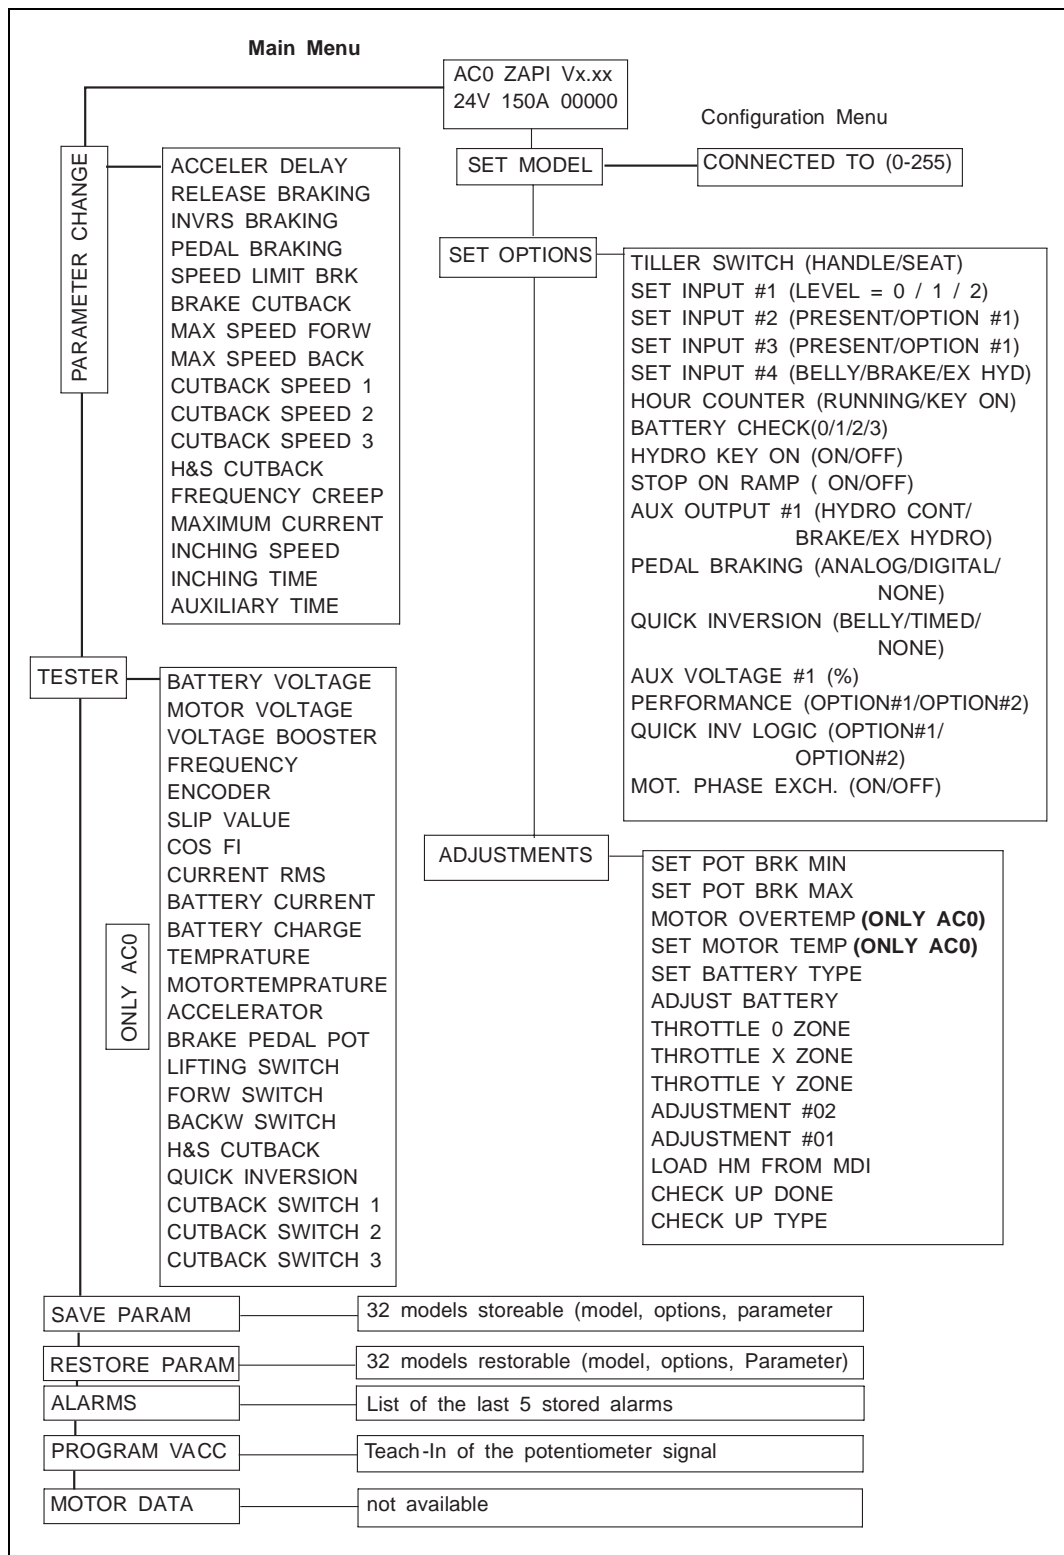 Main Menu
AC0 ZAPI Vx.xx
24V 150A 00000
Configuration Menu
PARAMETER CHANGE
ACCELER DELAY
RELEASE BRAKING
INVRS BRAKING
PEDAL BRAKING
SPEED LIMIT BRK
BRAKE CUTBACK
MAX SPEED FORW
MAX SPEED BACK
CUTBACK SPEED 1
CUTBACK SPEED 2
CUTBACK SPEED 3
H&S CUTBACK
FREQUENCY CREEP
MAXIMUM CURRENT
INCHING SPEED
INCHING TIME
AUXILIARY TIME
SET MODEL
CONNECTED TO (0-255)
SET OPTIONS
TILLER SWITCH (HANDLE/SEAT)
SET INPUT #1 (LEVEL = 0 / 1 / 2)
SET INPUT #2 (PRESENT/OPTION #1)
SET INPUT #3 (PRESENT/OPTION #1)
SET INPUT #4 (BELLY/BRAKE/EX HYD)
HOUR COUNTER (RUNNING/KEY ON)
BATTERY CHECK(0/1/2/3)
HYDRO KEY ON (ON/OFF)
STOP ON RAMP ( ON/OFF)
AUX OUTPUT #1 (HYDRO CONT/
BRAKE/EX HYDRO)
PEDAL BRAKING (ANALOG/DIGITAL/
NONE)
QUICK INVERSION (BELLY/TIMED/
NONE)
AUX VOLTAGE #1 (%)
PERFORMANCE (OPTION#1/OPTION#2)
QUICK INV LOGIC (OPTION#1/
OPTION#2)
MOT. PHASE EXCH. (ON/OFF)
TESTER
BATTERY VOLTAGE
MOTOR VOLTAGE
VOLTAGE BOOSTER
FREQUENCY
ENCODER
SLIP VALUE
COS FI
CURRENT RMS
BATTERY CURRENT
BATTERY CHARGE
TEMPRATURE
MOTORTEMPRATURE
ACCELERATOR
BRAKE PEDAL POT
LIFTING SWITCH
FORW SWITCH
BACKW SWITCH
H&S CUTBACK
QUICK INVERSION
CUTBACK SWITCH 1
CUTBACK SWITCH 2
CUTBACK SWITCH 3
ONLY AC0
ADJUSTMENTS
SET POT BRK MIN
SET POT BRK MAX
MOTOR OVERTEMP (ONLY AC0)
SET MOTOR TEMP (ONLY AC0)
SET BATTERY TYPE
ADJUST BATTERY
THROTTLE 0 ZONE
THROTTLE X ZONE
THROTTLE Y ZONE
ADJUSTMENT #02
ADJUSTMENT #01
LOAD HM FROM MDI
CHECK UP DONE
CHECK UP TYPE
SAVE PARAM
32 models storeable (model, options, parameter
RESTORE PARAM
32 models restorable (model, options, Parameter)
ALARMS
List of the last 5 stored alarms
PROGRAM VACC
Teach-In of the potentiometer signal
MOTOR DATA
not available